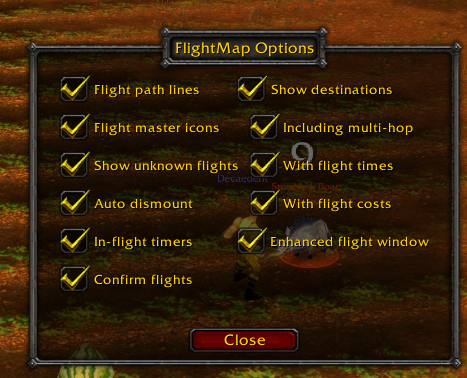 FlightMap Options
Flight path lines
Show destinations
Flight master icons
Including multi-hop
Show unknown flights
With flight times
Auto dismount
With flight costs
In-flight timers
Enhanced flight window
Confirm flights
Close